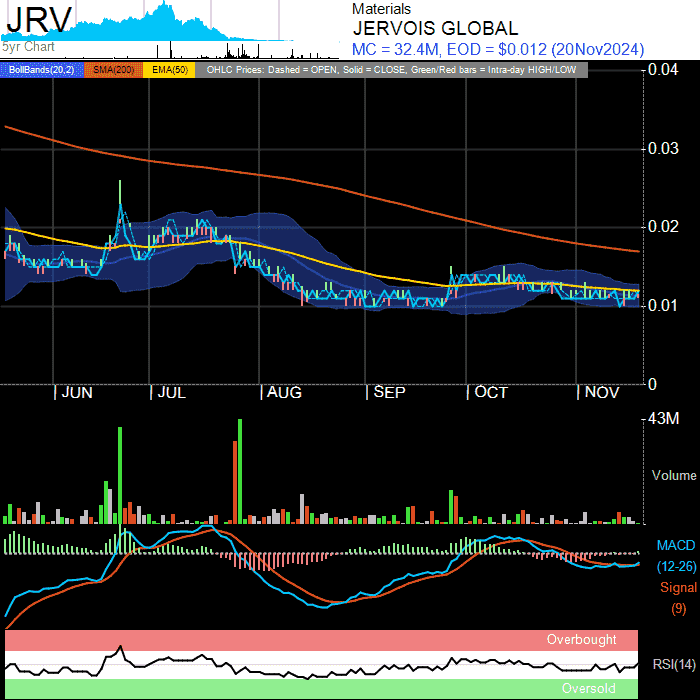 JRV
5yr Chart
Materials
JERVOIS GLOBAL
MC = 32.4M, EOD = $0.012 (20Nov2024)
BollBands(20,2) SMA(200) EMA(50) OHLC Prices: Dashed = OPEN, Solid = CLOSE, Green/Red bars = Intra-day HIGH/LOW
0.04
0.03
0.02
0.01
0
JUN JUL AUG SEP OCT NOV
43M
Volume
MACD
(12-26)
Signal
(9)
Overbought
RSI(14)
Oversold